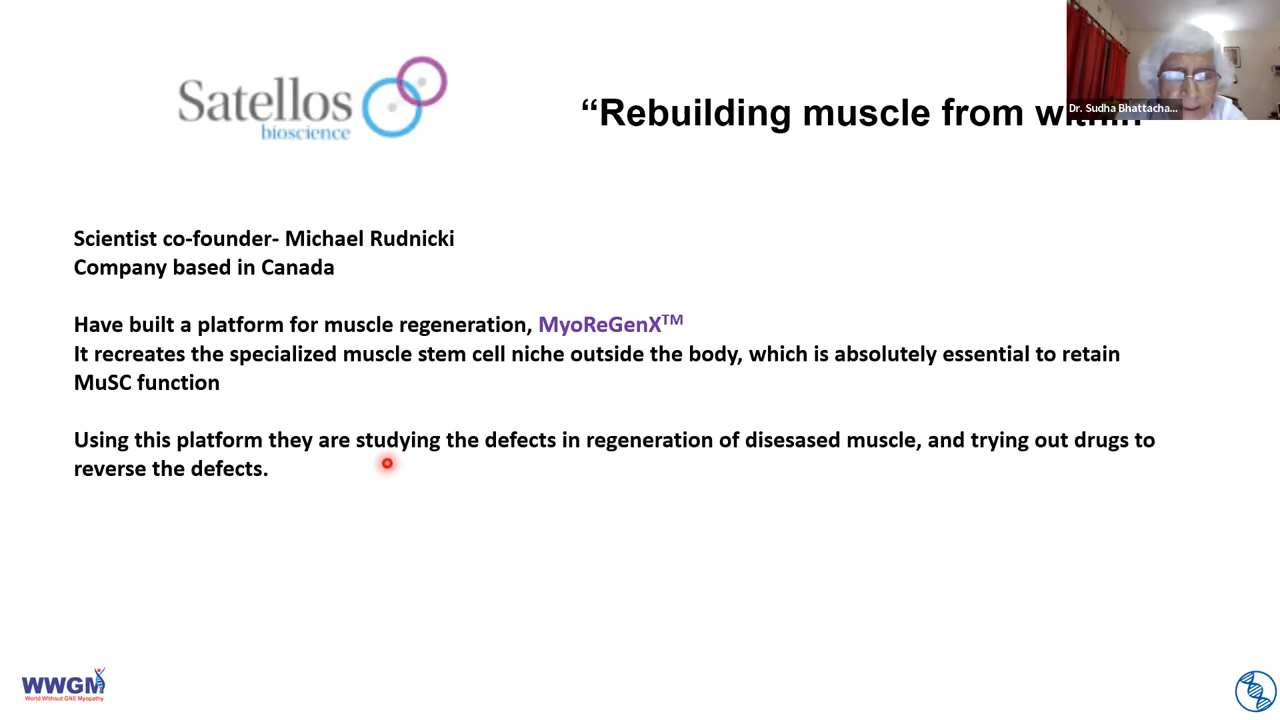 Satellos
bioscience
“Rebuilding muscle from within
Dr. Sudha Bhattacha...
Scientist co-founder- Michael Rudnicki
Company based in Canada
Have built a platform for muscle regeneration, MyoReGenX™
It recreates the specialized muscle stem cell niche outside the body, which is absolutely essential to retain
MuSC function
Using this platform they are studying the defects in regeneration of disesased muscle, and trying out drugs to
reverse the defects.
WWGM
World Without GNE Myopathy